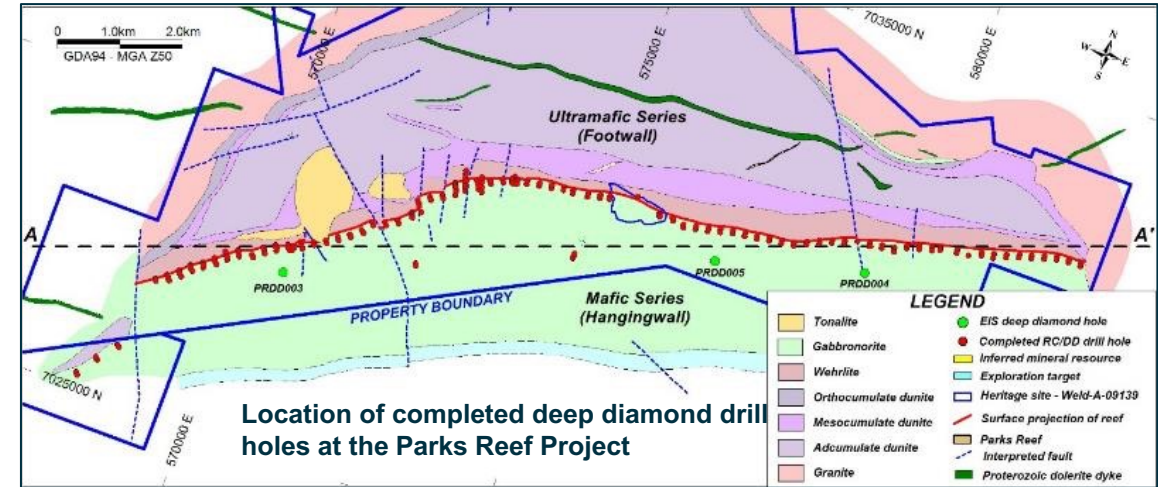 0 1.0km 2.0km
GDA94 - MGA Z50
570000 E
575000 E
7035000 N
580000 E
N
W E
S
Ultramafic Series
(Footwall)
A
A'
PRDD003
PRDD005
PRDD004
PROPERTY BOUNDARY
Mafic Series
(Hangingwall)
7025000 N
570000 E
Location of completed deep diamond drill
holes at the Parks Reef Project
LEGEND
Tonalite
Gabbronorite
Wehrlite
Orthocumulate dunite
Mesocumulate dunite
Adcumulate dunite
Granite
EIS deep diamond hole
Completed RC/DD drill hole
Inferred mineral resource
Exploration target
Heritage site - Weld-A-09139
Surface projection of reef
Parks Reef
Interpreted fault
Proterozoic dolerite dyke